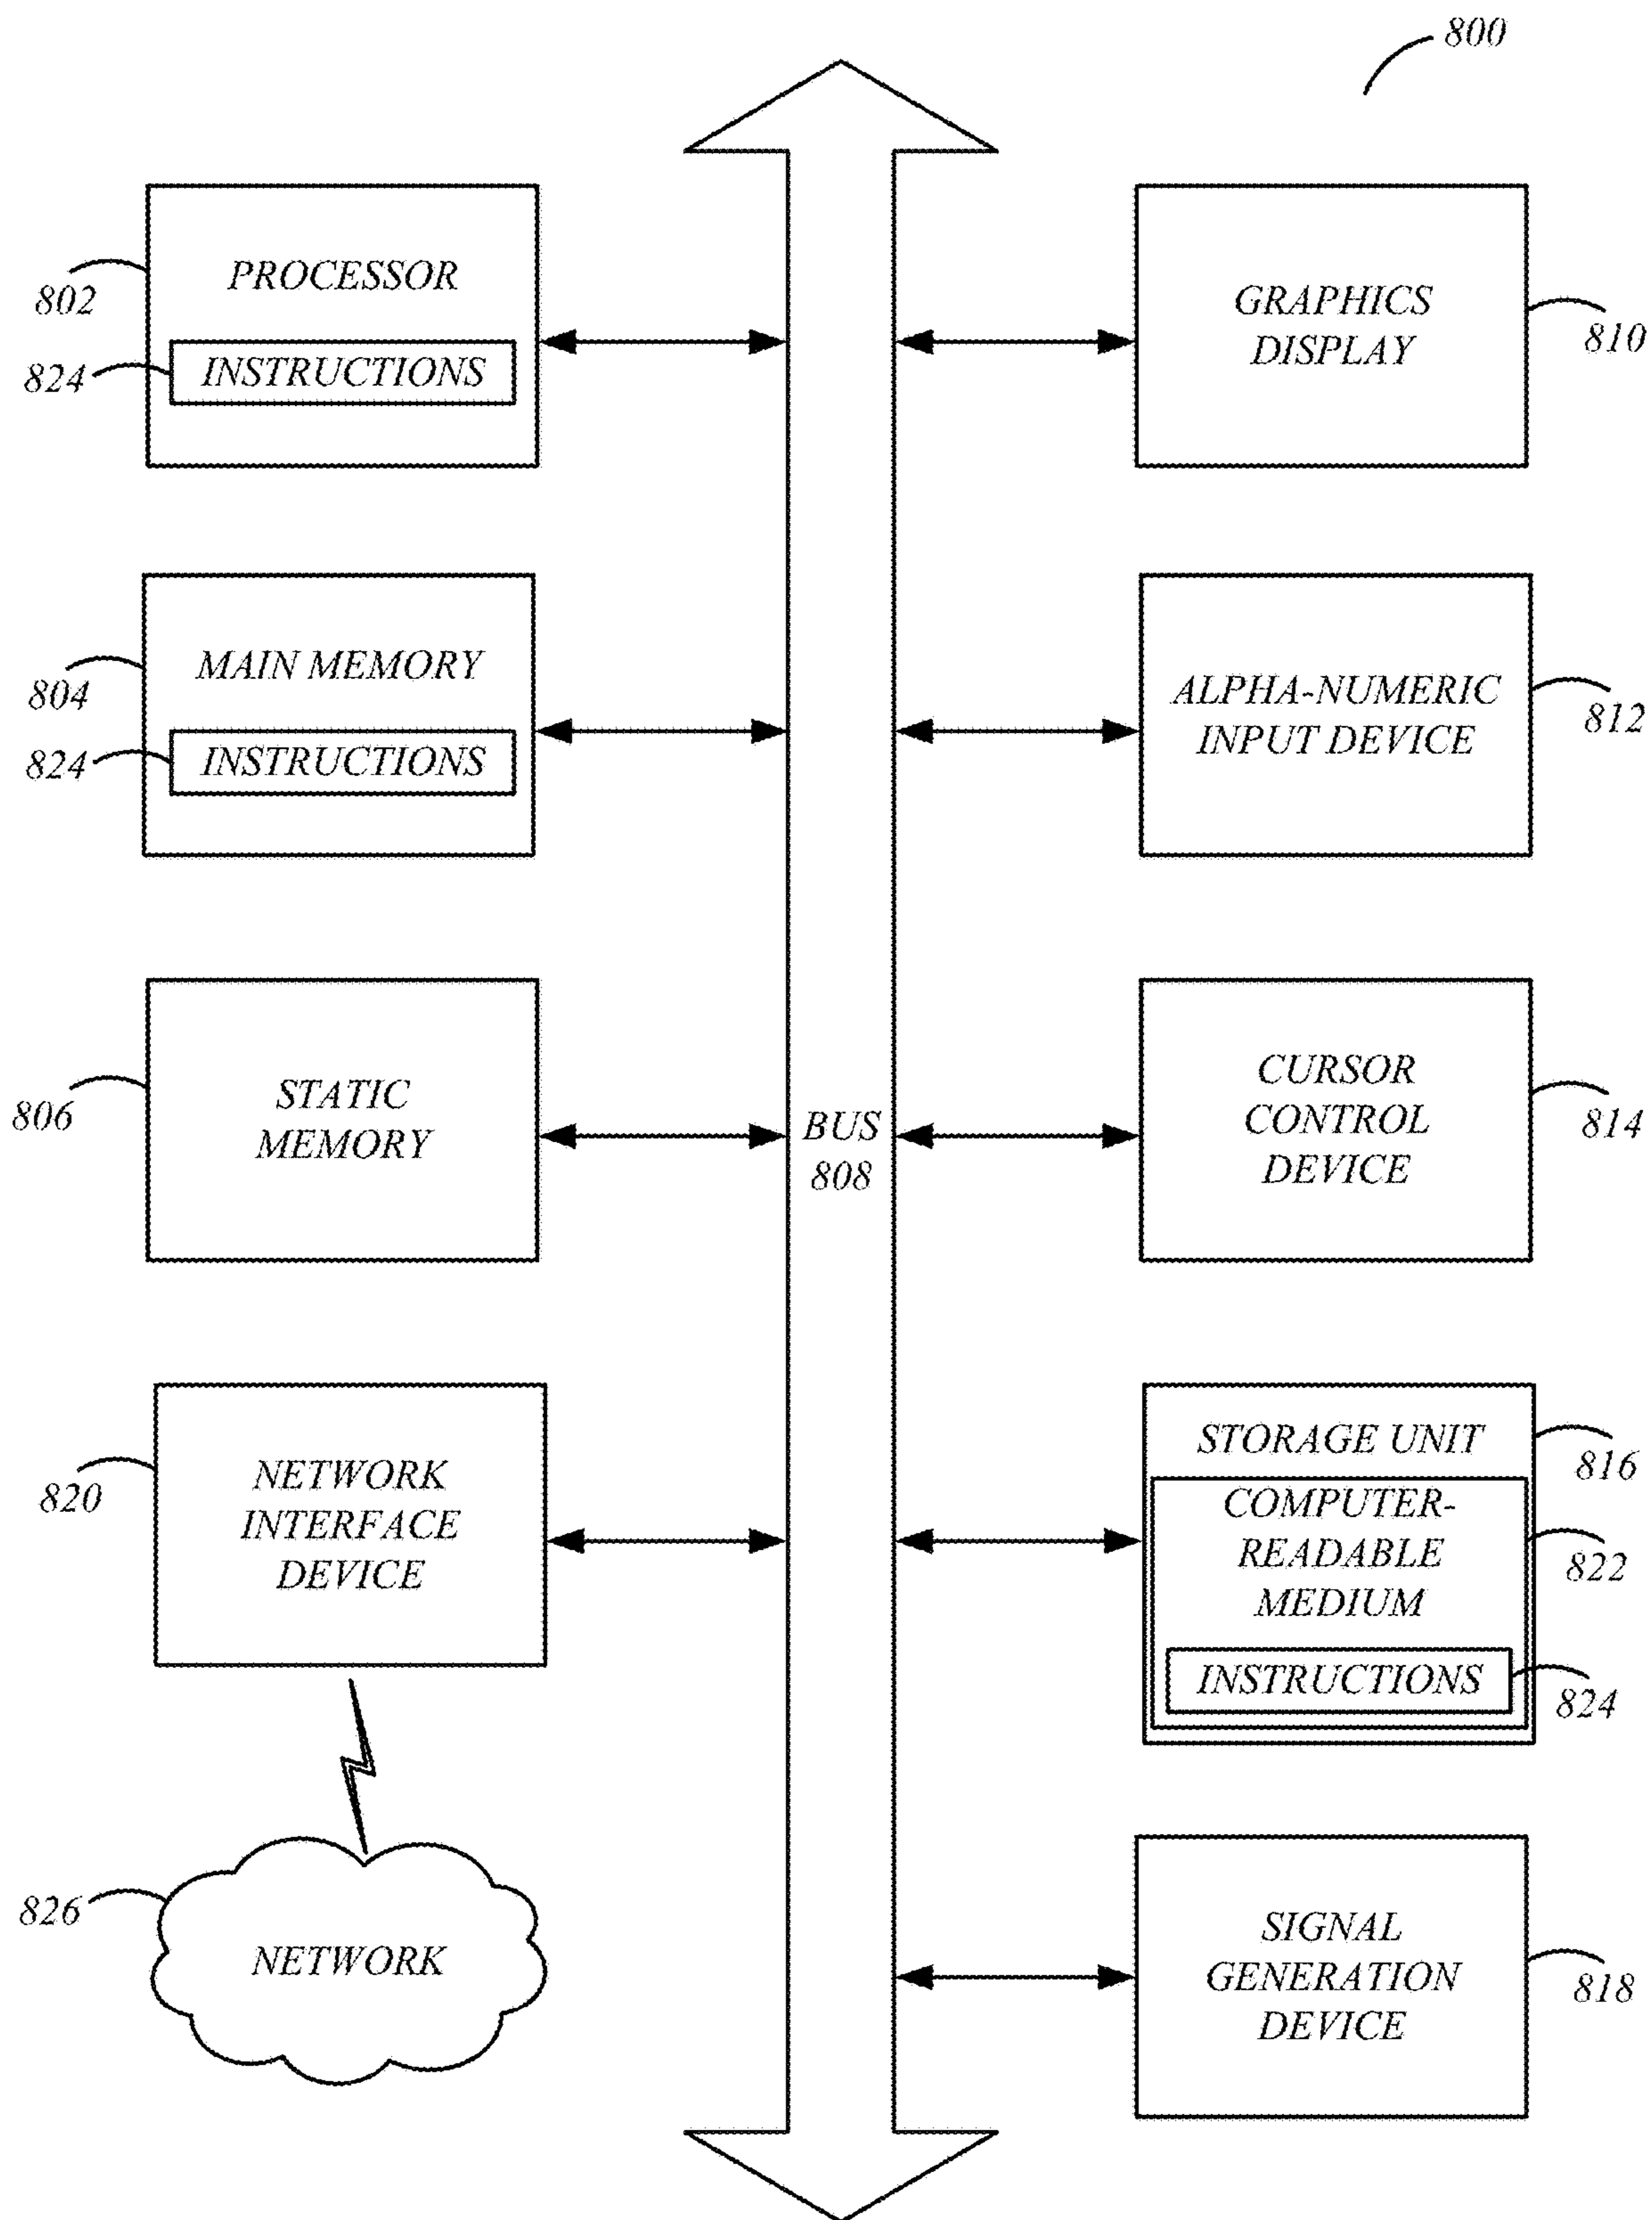 800
PROCESSOR
802
824
INSTRUCTIONS
GRAPHICS
DISPLAY
810
MAIN MEMORY
804
824
INSTRUCTIONS
ALPHA-NUMERIC
INPUT DEVICE
812
STATIC
MEMORY
806
BUS
808
CURSOR
CONTROL
DEVICE
814
NETWORK
INTERFACE
DEVICE
820
STORAGE UNIT
816
COMPUTER-
READABLE
MEDIUM
822
INSTRUCTIONS
824
826
NETWORK
SIGNAL
GENERATION
DEVICE
818